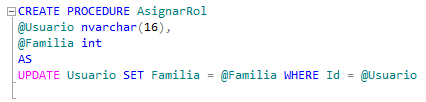 CREATE PROCEDURE AsignarRol
@Usuario nvarchar(16),
@Familia int
AS
UPDATE Usuario SET Familia = @Familia WHERE Id = @Usuario